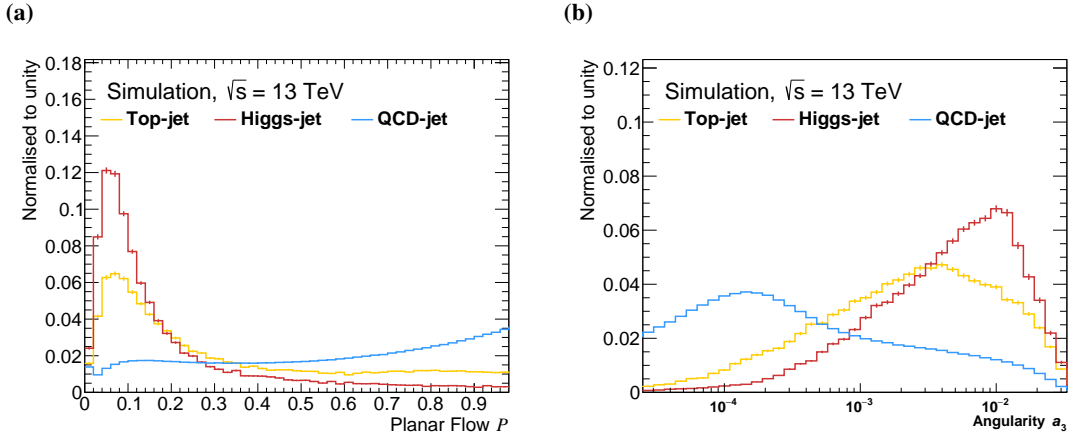 (a)
(b)
Normalised to unity
0.18
0.16
0.14
0.12
0.1
0.08
0.06
0.04
0.02
0
Simulation, √s = 13 TeV
Top-jet Higgs-jet QCD-jet
0 0.1 0.2 0.3 0.4 0.5 0.6 0.7 0.8 0.9
Planar Flow P
Normalised to unity
0.12
0.1
0.08
0.06
0.04
0.02
0
Simulation, √s = 13 TeV
Top-jet Higgs-jet QCD-jet
10⁻⁴ 10⁻³ 10⁻²
Angularity a₃